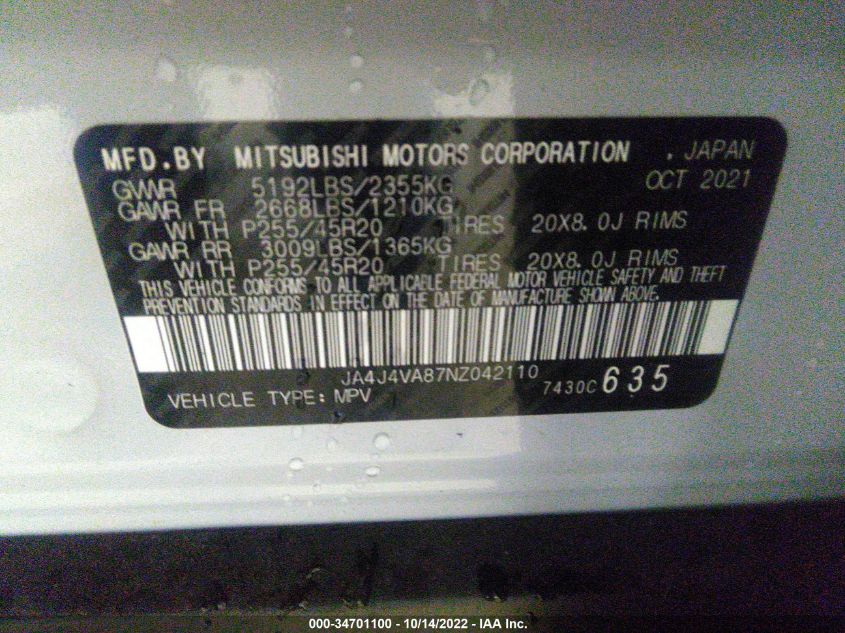 MFD.BY MITSUBISHI MOTORS CORPORATION . JAPAN
GVWR 5192LBS/2355KG OCT 2021
GAWR FR 2668LBS/1210KG
WITH P255/45R20 TIRES 20X8.0J RIMS
GAWR RR 3009LBS/1365KG
WITH P255/45R20 TIRES 20X8.0J RIMS
THIS VEHICLE CONFORMS TO ALL APPLICABLE FEDERAL MOTOR VEHICLE SAFETY AND THEFT
PREVENTION STANDARDS IN EFFECT ON THE DATE OF MANUFACTURE SHOWN ABOVE.
JA4J4VA87NZ042110
VEHICLE TYPE: MPV 7430C 635
000-34701100 - 10/14/2022 - IAA Inc.